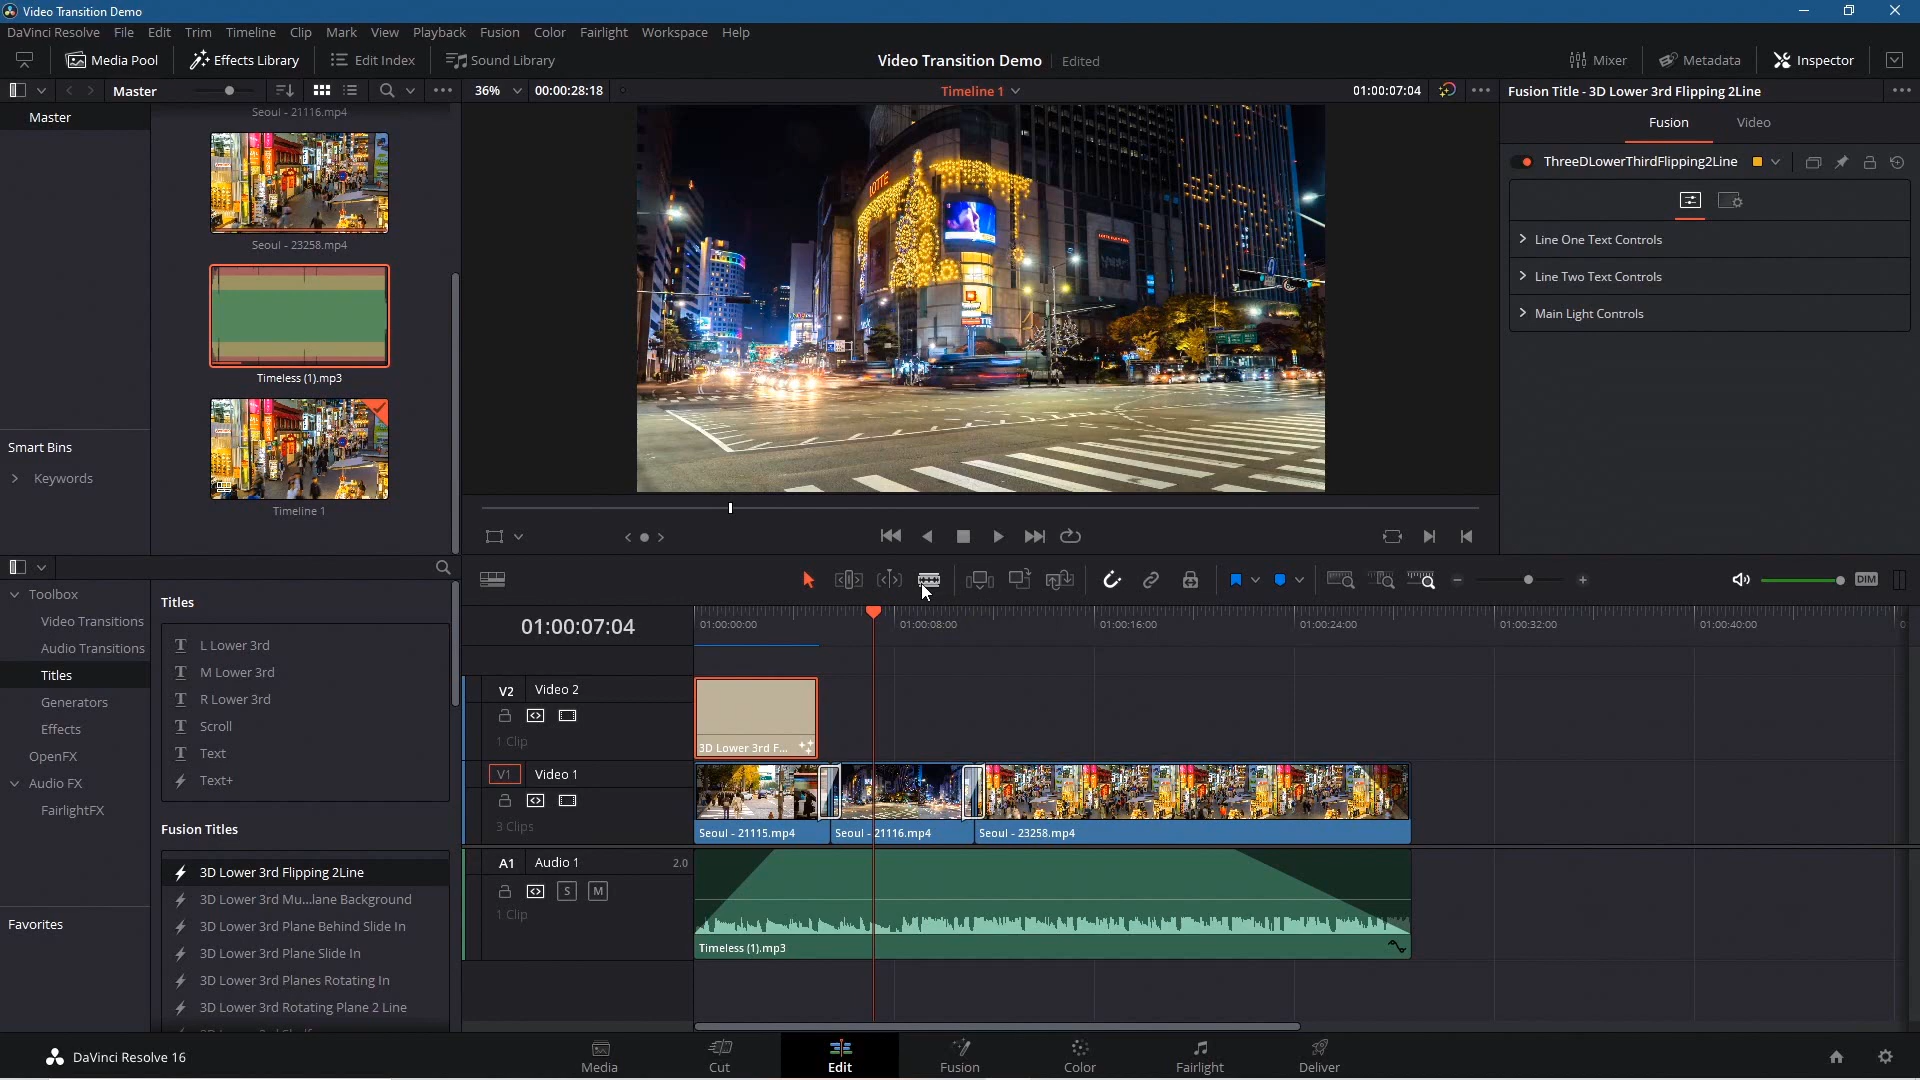 Video Transition Demo
DaVinci Resolve File Edit Trim Timeline Clip Mark View Playback Fusion Color Fairlight Workspace Help
Media Pool Effects Library Edit Index Sound Library Video Transition Demo Edited Mixer Metadata Inspector
Master 36% 00:00:28:18 Timeline 1 01:00:07:04 Fusion Title - 3D Lower 3rd Flipping 2Line
Master
Seoul - 21116.mp4
Fusion Video
ThreeDLowerThirdFlipping2Line
Seoul - 23258.mp4
Line One Text Controls
Line Two Text Controls
Main Light Controls
LOTTE
Timeless (1).mp3
Smart Bins
Keywords
Timeline 1
DIM
Toolbox
Video Transitions
Audio Transitions
Titles
Generators
Effects
OpenFX
Audio FX
FairlightFX
Favorites
Titles
L Lower 3rd
M Lower 3rd
R Lower 3rd
Scroll
Text
Text+
Fusion Titles
3D Lower 3rd Flipping 2Line
3D Lower 3rd Mu...lane Background
3D Lower 3rd Plane Behind Slide In
3D Lower 3rd Plane Slide In
3D Lower 3rd Planes Rotating In
3D Lower 3rd Rotating Plane 2 Line
01:00:07:04
01:00:00:00 01:00:08:00 01:00:16:00 01:00:24:00 01:00:32:00 01:00:40:00
V2 Video 2
1 Clip
3D Lower 3rd F...
V1 Video 1
3 Clips
Seoul - 21115.mp4 Seoul - 21116.mp4 Seoul - 23258.mp4
A1 Audio 1 2.0
S M
1 Clip
Timeless (1).mp3
DaVinci Resolve 16
Media Cut Edit Fusion Color Fairlight Deliver